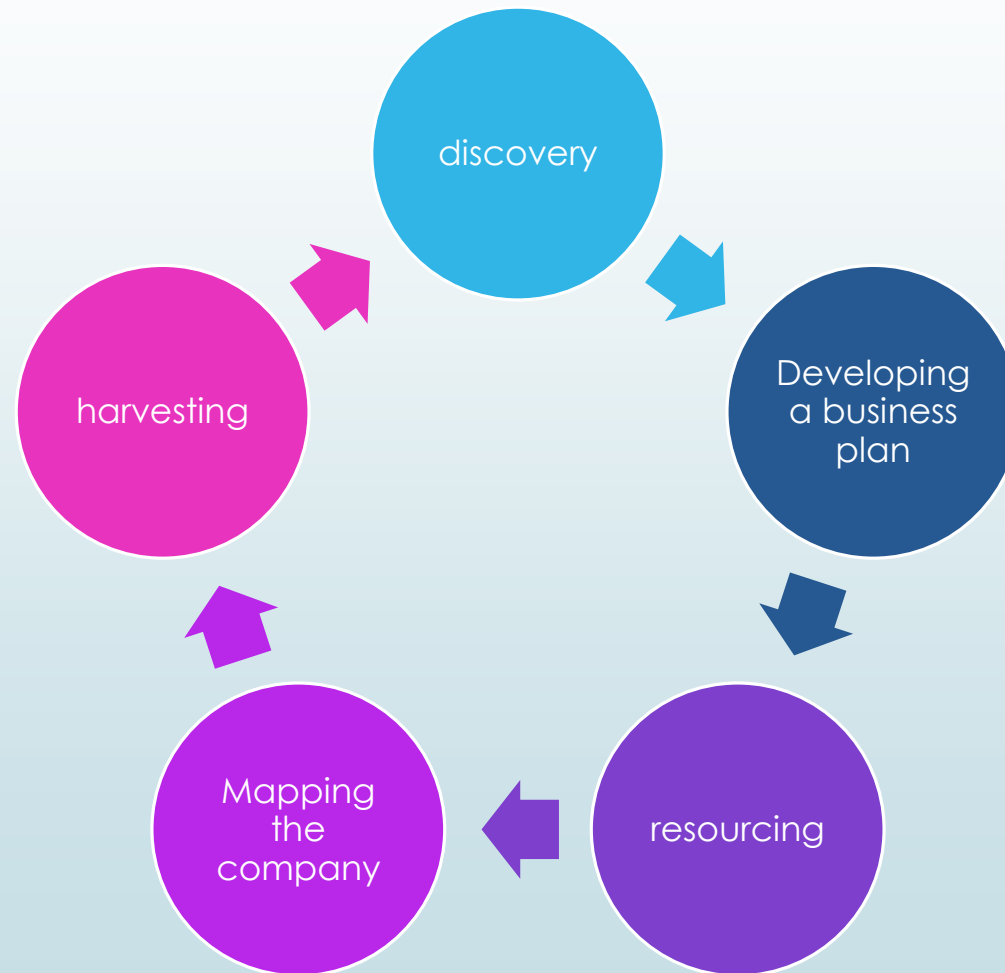 discovery
Developing
a business
plan
resourcing
Mapping
the
company
harvesting